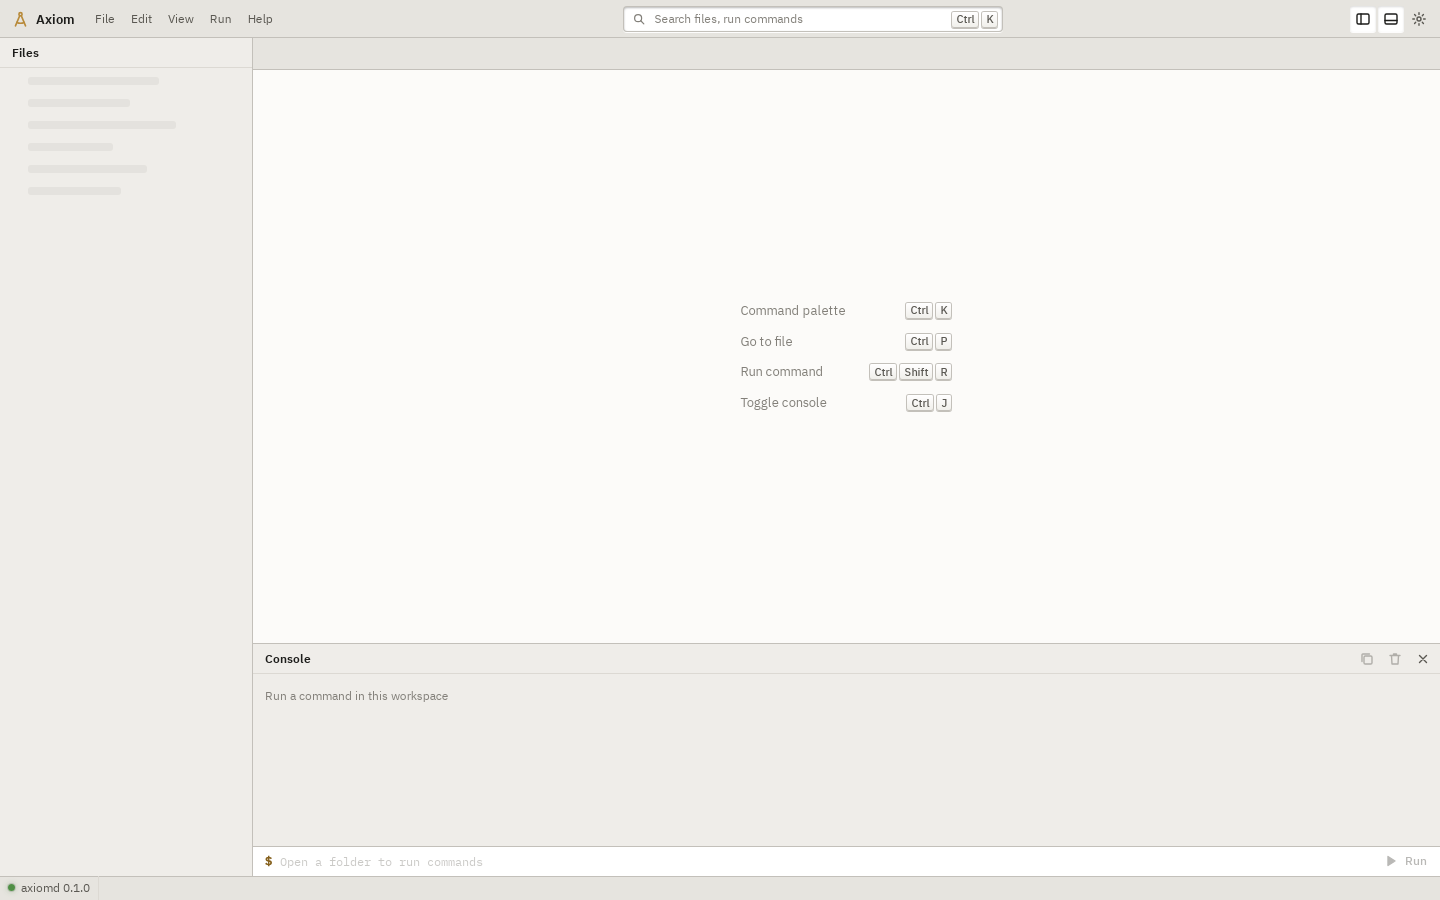 Axiom File Edit View Run Help Search files, run commands Ctrl K
Files
Command palette Ctrl K
Go to file Ctrl P
Run command Ctrl Shift R
Toggle console Ctrl J
Console
Run a command in this workspace
$ Open a folder to run commands Run
axiomd 0.1.0